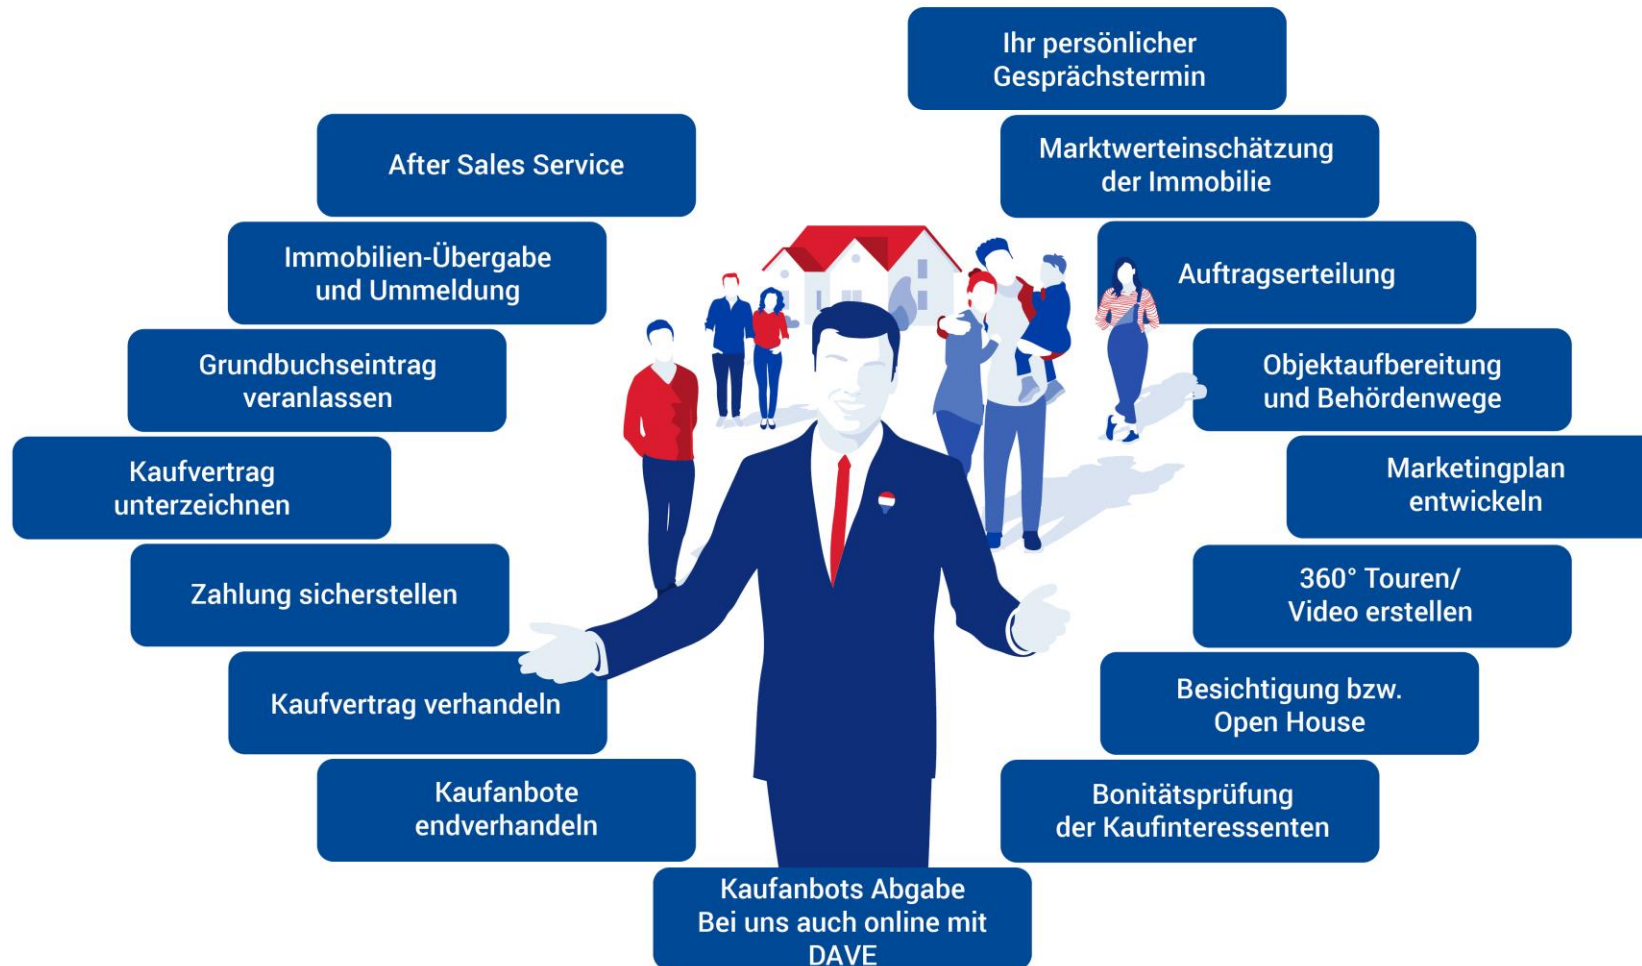 Ihr persönlicher
Gesprächstermin
Marktwerteinschätzung
der Immobilie
Auftragserteilung
Objektaufbereitung
und Behördenwege
Marketingplan
entwickeln
360° Touren/
Video erstellen
Besichtigung bzw.
Open House
Bonitätsprüfung
der Kaufinteressenten
Kaufanbots Abgabe
Bei uns auch online mit
DAVE
Kaufanbote
endverhandeln
Kaufvertrag verhandeln
Zahlung sicherstellen
Kaufvertrag
unterzeichnen
Grundbuchseintrag
veranlassen
Immobilien-Übergabe
und Ummeldung
After Sales Service